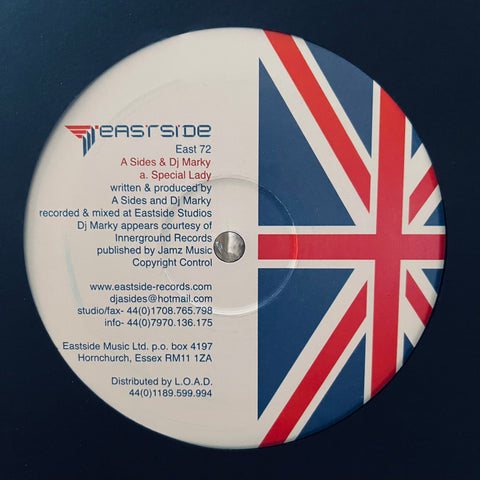 EASTSIDE
East 72
A Sides & Dj Marky
a. Special Lady
written & produced by
A Sides and Dj Marky
recorded & mixed at Eastside Studios
Dj Marky appears courtesy of
Innerground Records
published by Jamz Music
Copyright Control
www.eastside-records.com
djasides@hotmail.com
studio/fax- 44(0)1708.765.798
info- 44(0)7970.136.175
Eastside Music Ltd. p.o. box 4197
Hornchurch, Essex RM11 1ZA
Distributed by L.O.A.D.
44(0)1189.599.994